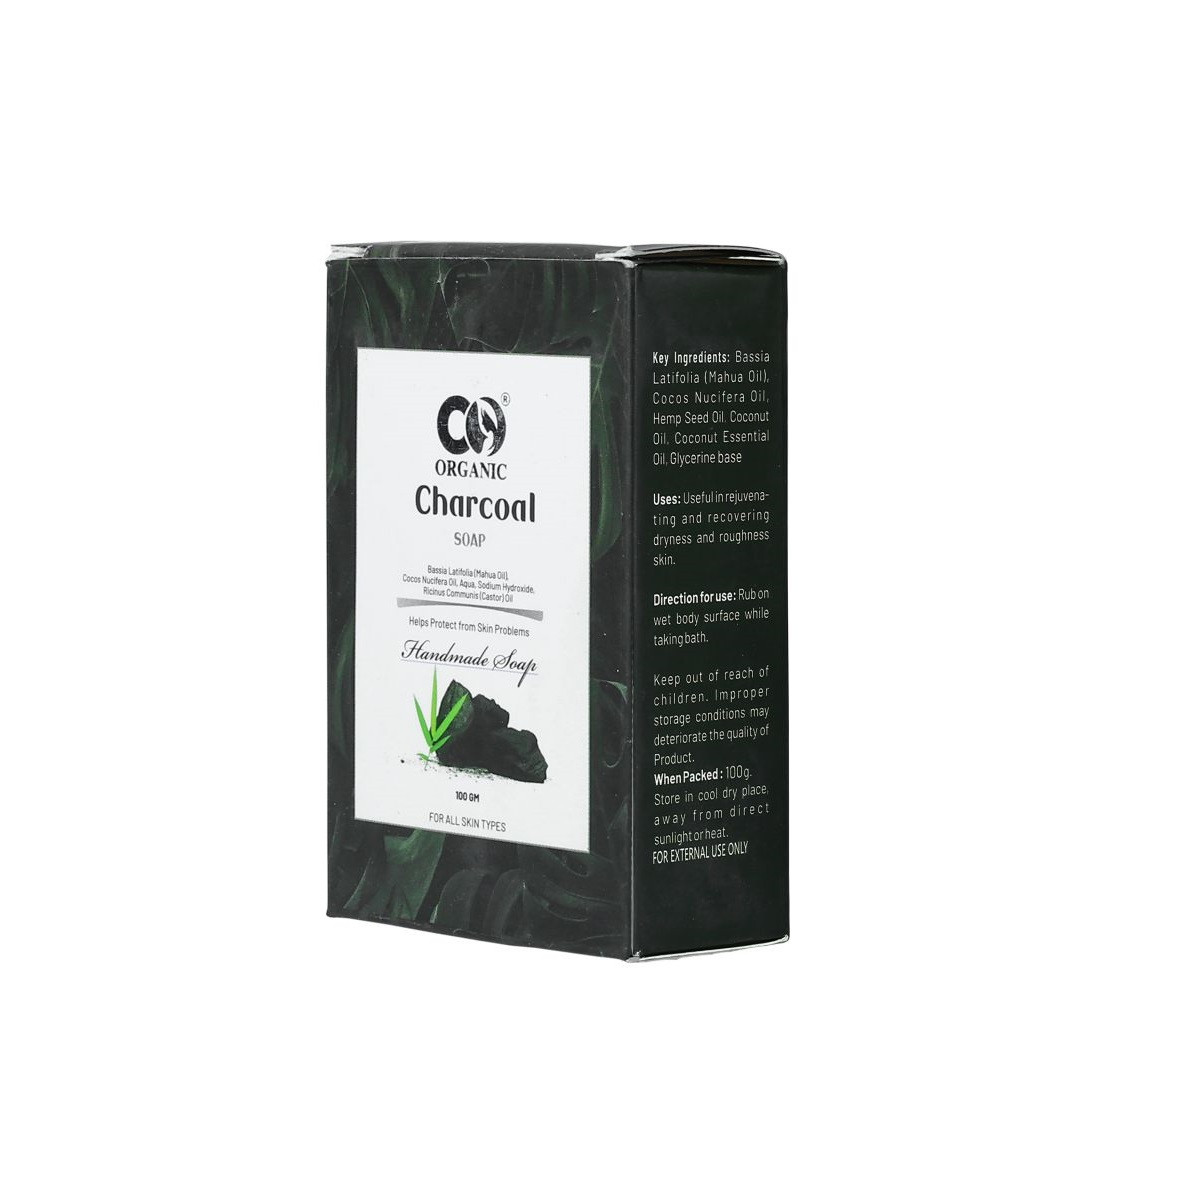 CO®
ORGANIC
Charcoal
SOAP
Bassia Latifolia (Mahua Oil),
Cocos Nucifera Oil, Aqua, Sodium Hydroxide,
Ricinus Communis (Castor) Oil
Helps Protect from Skin Problems
Handmade Soap
100 GM
FOR ALL SKIN TYPES
Key Ingredients: Bassia
Latifolia (Mahua Oil),
Cocos Nucifera Oil,
Hemp Seed Oil, Coconut
Oil, Coconut Essential
Oil, Glycerine base
Uses: Useful in rejuvena-
ting and recovering
dryness and roughness
skin.
Direction for use: Rub on
wet body surface while
taking bath.
Keep out of reach of
children. Improper
storage conditions may
deteriorate the quality of
Product.
When Packed : 100g.
Store in cool dry place,
away from direct
sunlight or heat.
FOR EXTERNAL USE ONLY